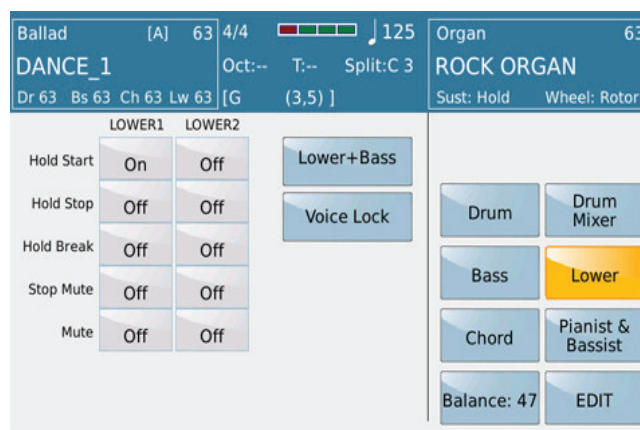 Ballad [A] 63 4/4 125 Organ 63
DANCE_1 Oct:-- T:-- Split:C 3 ROCK ORGAN
Dr 63 Bs 63 Ch 63 Lw 63 [G (3,5) ] Sust: Hold Wheel: Rotor
LOWER1 LOWER2
Hold Start On Off
Hold Stop Off Off
Hold Break Off Off
Stop Mute Off Off
Mute Off Off
Lower+Bass
Voice Lock
Drum
Drum
Mixer
Bass
Lower
Chord
Pianist &
Bassist
Balance: 47
EDIT